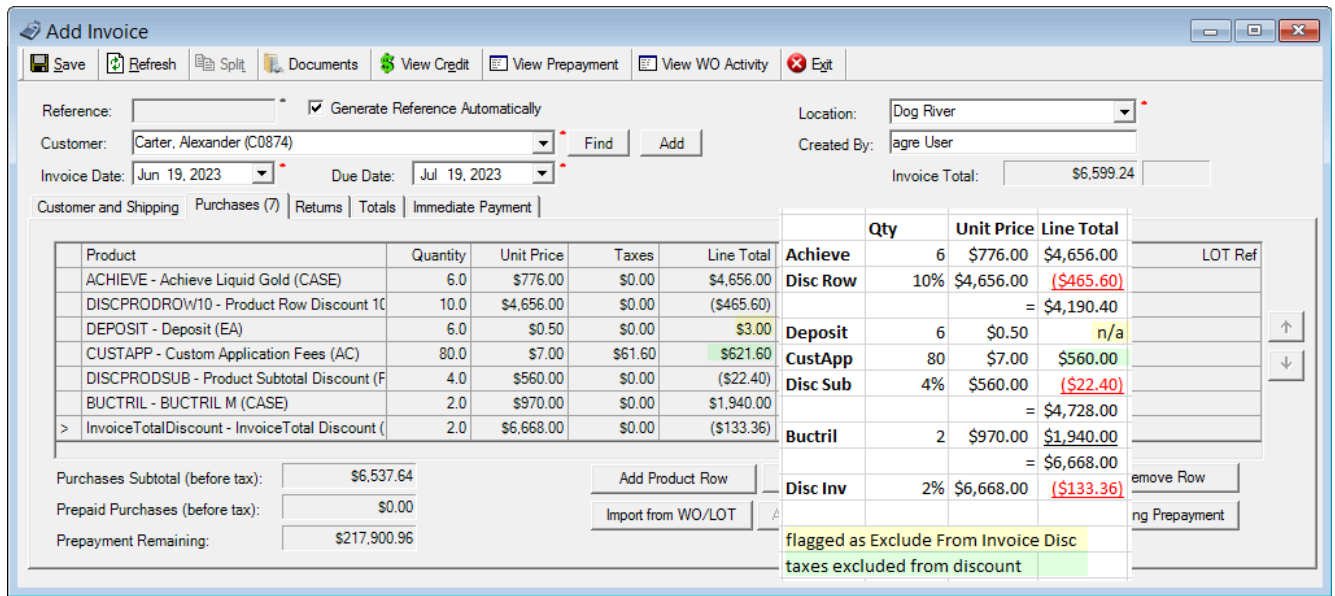 Add Invoice
Save Refresh Split Documents View Credit View Prepayment View WO Activity Exit
Reference: * Generate Reference Automatically Location: Dog River *
Customer: Carter, Alexander (C0874) * Find Add Created By: agre User
Invoice Date: Jun 19, 2023 * Due Date: Jul 19, 2023 * Invoice Total: $6,599.24
Customer and Shipping Purchases (7) Returns Totals Immediate Payment
Product Quantity Unit Price Taxes Line Total LOT Ref
ACHIEVE - Achieve Liquid Gold (CASE) 6.0 $776.00 $0.00 $4,656.00
DISCPRODROW10 - Product Row Discount 10 10.0 $4,656.00 $0.00 ($465.60)
DEPOSIT - Deposit (EA) 6.0 $0.50 $0.00 $3.00
CUSTAPP - Custom Application Fees (AC) 80.0 $7.00 $61.60 $621.60
DISCPRODSUB - Product Subtotal Discount (F 4.0 $560.00 $0.00 ($22.40)
BUCTRIL - BUCTRIL M (CASE) 2.0 $970.00 $0.00 $1,940.00
> InvoiceTotalDiscount - InvoiceTotal Discount ( 2.0 $6,668.00 $0.00 ($133.36)
Qty Unit Price Line Total
Achieve 6 $776.00 $4,656.00
Disc Row 10% $4,656.00 ($465.60)
= $4,190.40
Deposit 6 $0.50 n/a
CustApp 80 $7.00 $560.00
Disc Sub 4% $560.00 ($22.40)
= $4,728.00
Buctril 2 $970.00 $1,940.00
= $6,668.00
Disc Inv 2% $6,668.00 ($133.36)
flagged as Exclude From Invoice Disc
taxes excluded from discount
Purchases Subtotal (before tax): $6,537.64 Add Product Row emove Row
Prepaid Purchases (before tax): $0.00 Import from WO/LOT ng Prepayment
Prepayment Remaining: $217,900.96